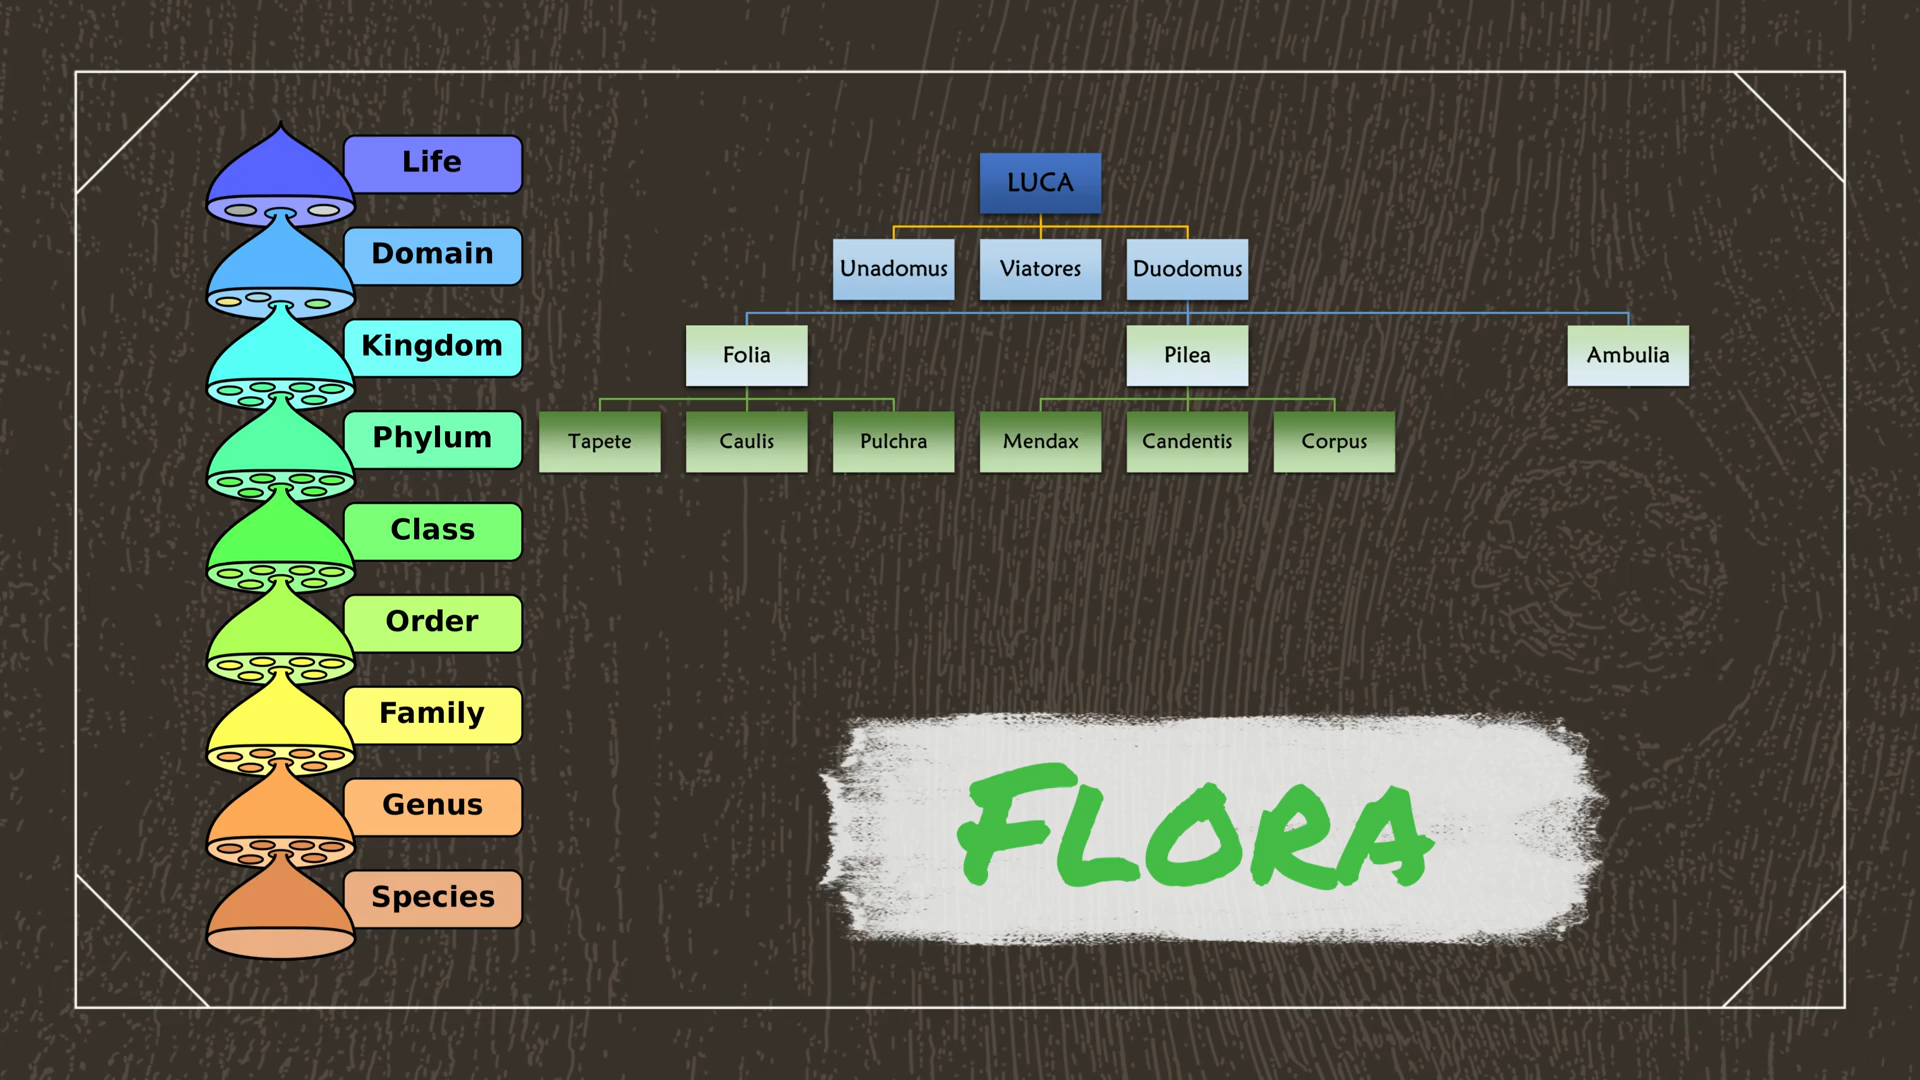 Life
Domain
Kingdom
Phylum
Class
Order
Family
Genus
Species
LUCA
Unadomus Viatores Duodomus
Folia Pilea Ambulia
Tapete Caulis Pulchra Mendax Candentis Corpus
FLORA